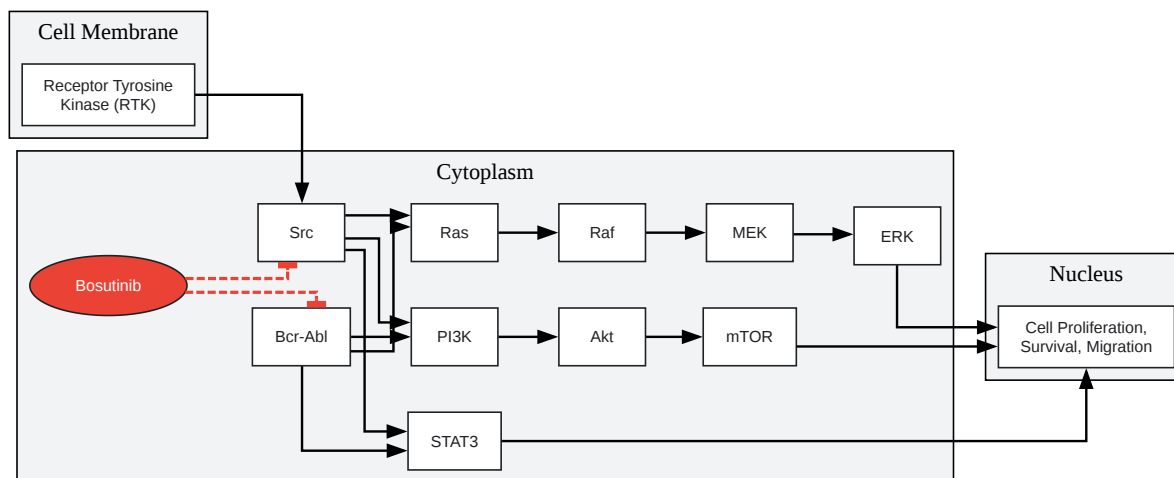 Cell Membrane
Receptor Tyrosine
Kinase (RTK)
Cytoplasm
Src
Ras
Raf
MEK
ERK
Bosutinib
Nucleus
Bcr-Abl
PI3K
Akt
mTOR
Cell Proliferation,
Survival, Migration
STAT3